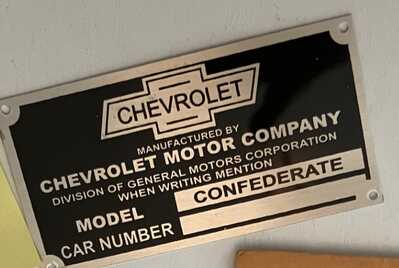 CHEVROLET
MANUFACTURED BY
CHEVROLET MOTOR COMPANY
DIVISION OF GENERAL MOTORS CORPORATION
WHEN WRITING MENTION
MODEL CONFEDERATE
CAR NUMBER